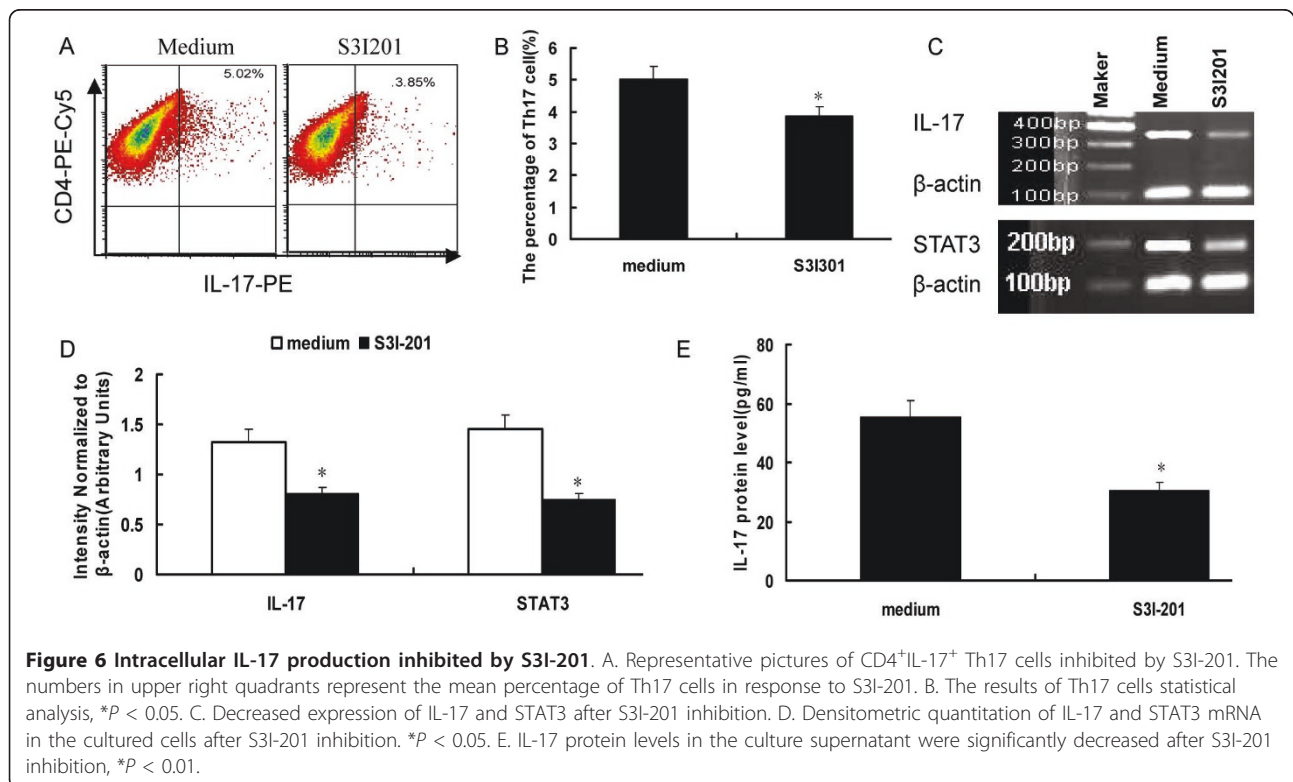 A
Medium
S3I201
5.02%
3.85%
CD4-PE-Cy5
IL-17-PE
B
The percentage of Th17 cell(%)
6
5
4
3
2
1
0
*
medium
S3I301
C
Maker
Medium
S3I201
IL-17
400bp
300bp
200bp
β-actin
100bp
STAT3
200bp
β-actin
100bp
D
medium S3I-201
Intensity Normalized to
β-actin(Arbitrary Units)
2
1.5
1
0.5
0
*
*
IL-17
STAT3
E
IL-17 protein level(pg/ml)
80
60
40
20
0
*
medium
S3I-201
Figure 6 Intracellular IL-17 production inhibited by S3I-201. A. Representative pictures of CD4⁺IL-17⁺ Th17 cells inhibited by S3I-201. The
numbers in upper right quadrants represent the mean percentage of Th17 cells in response to S3I-201. B. The results of Th17 cells statistical
analysis, *P < 0.05. C. Decreased expression of IL-17 and STAT3 after S3I-201 inhibition. D. Densitometric quantitation of IL-17 and STAT3 mRNA
in the cultured cells after S3I-201 inhibition. *P < 0.05. E. IL-17 protein levels in the culture supernatant were significantly decreased after S3I-201
inhibition, *P < 0.01.